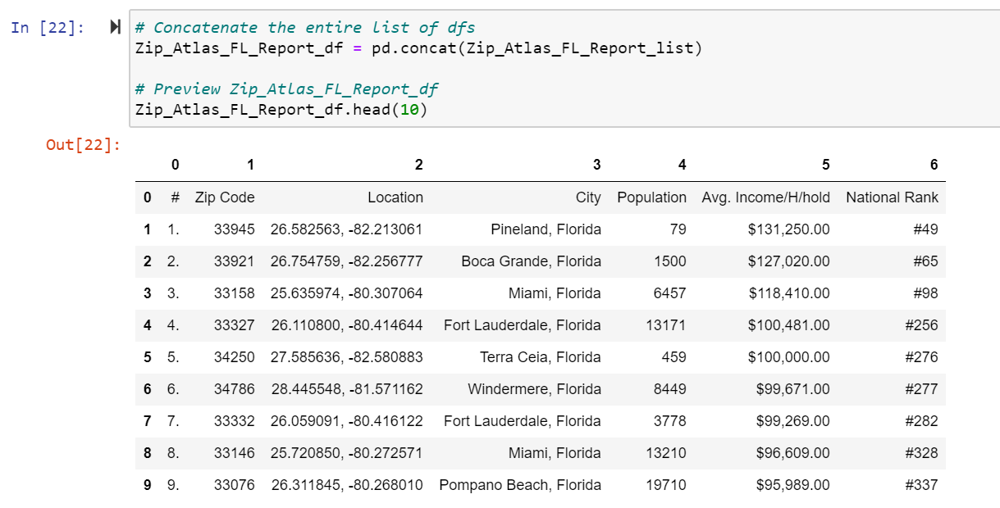 In [22]:
# Concatenate the entire list of dfs
Zip_Atlas_FL_Report_df = pd.concat(Zip_Atlas_FL_Report_list)
# Preview Zip_Atlas_FL_Report_df
Zip_Atlas_FL_Report_df.head(10)
Out[22]:
0 1 2 3 4 5 6
0 # Zip Code Location City Population Avg. Income/H/hold National Rank
1 1. 33945 26.582563, -82.213061 Pineland, Florida 79 $131,250.00 #49
2 2. 33921 26.754759, -82.256777 Boca Grande, Florida 1500 $127,020.00 #65
3 3. 33158 25.635974, -80.307064 Miami, Florida 6457 $118,410.00 #98
4 4. 33327 26.110800, -80.414644 Fort Lauderdale, Florida 13171 $100,481.00 #256
5 5. 34250 27.585636, -82.580883 Terra Ceia, Florida 459 $100,000.00 #276
6 6. 34786 28.445548, -81.571162 Windermere, Florida 8449 $99,671.00 #277
7 7. 33332 26.059091, -80.416122 Fort Lauderdale, Florida 3778 $99,269.00 #282
8 8. 33146 25.720850, -80.272571 Miami, Florida 13210 $96,609.00 #328
9 9. 33076 26.311845, -80.268010 Pompano Beach, Florida 19710 $95,989.00 #337